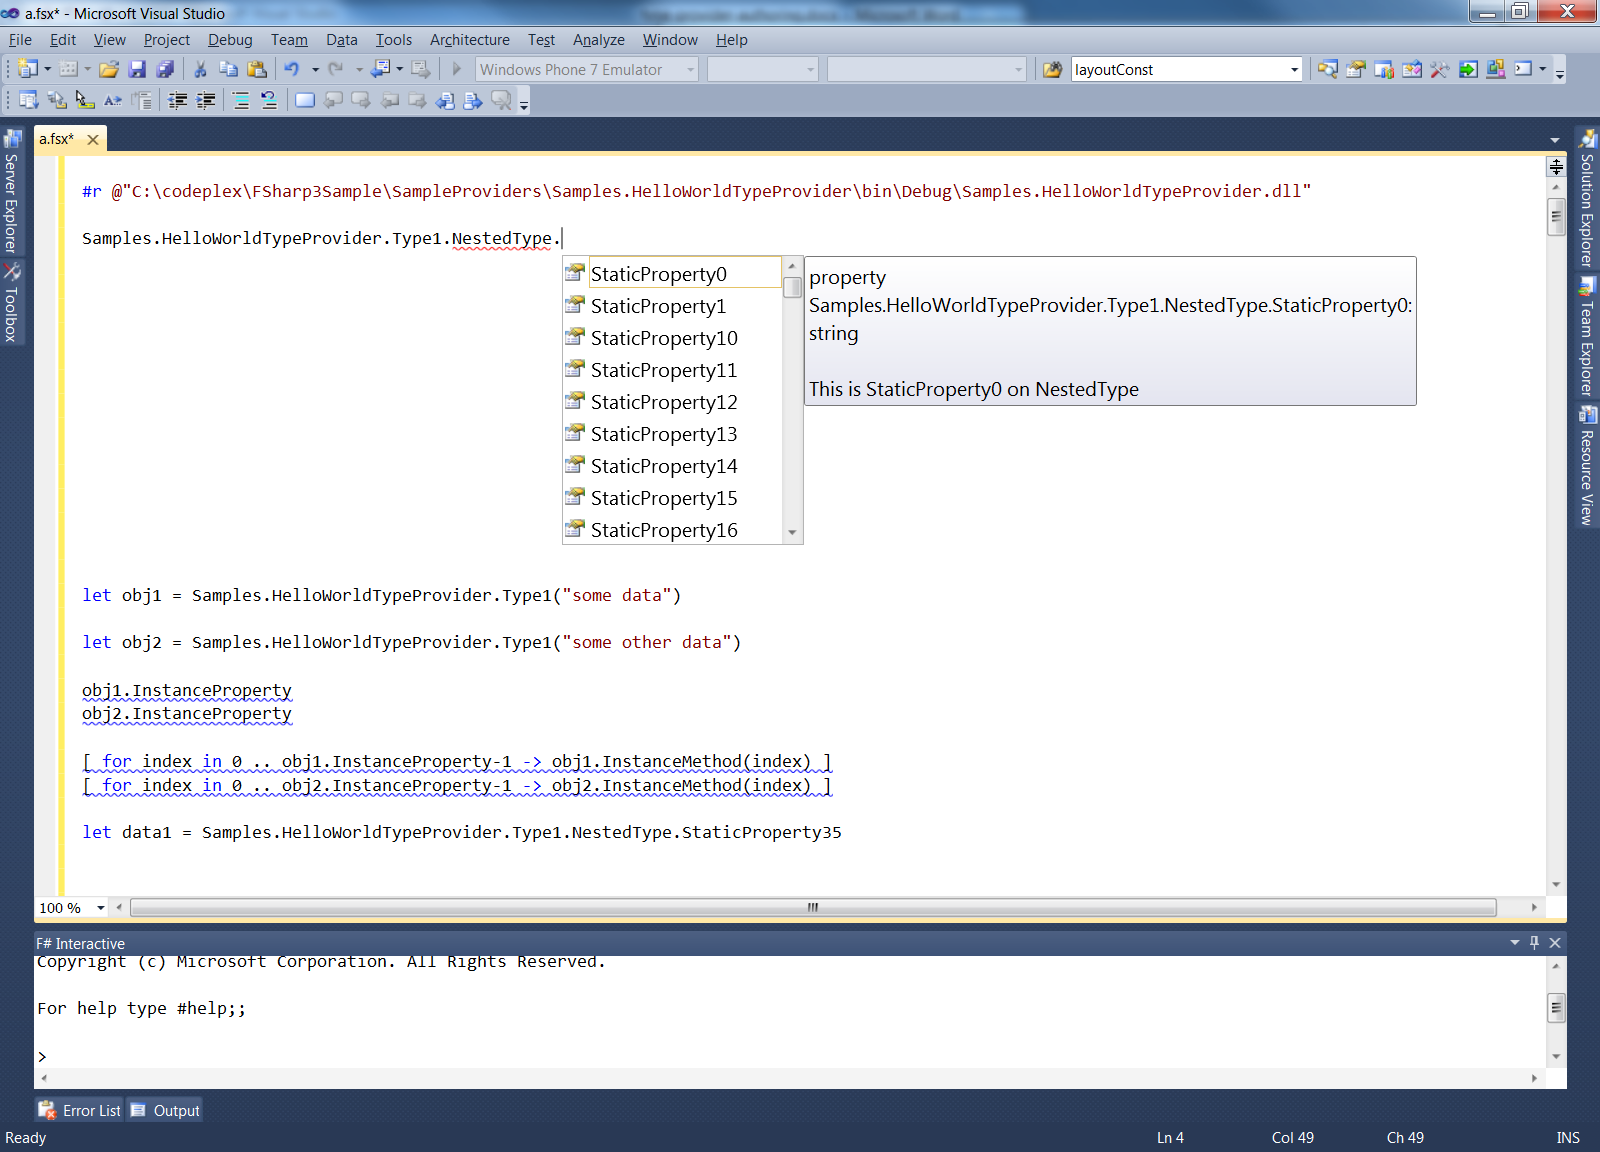 a.fsx* - Microsoft Visual Studio
File Edit View Project Debug Team Data Tools Architecture Test Analyze Window Help
Windows Phone 7 Emulator layoutConst
a.fsx*
Server Explorer
Toolbox
Solution Explorer
Team Explorer
Resource View
#r @"C:\codeplex\FSharp3Sample\SampleProviders\Samples.HelloWorldTypeProvider\bin\Debug\Samples.HelloWorldTypeProvider.dll"
Samples.HelloWorldTypeProvider.Type1.NestedType.
StaticProperty0
StaticProperty1
StaticProperty10
StaticProperty11
StaticProperty12
StaticProperty13
StaticProperty14
StaticProperty15
StaticProperty16
property
Samples.HelloWorldTypeProvider.Type1.NestedType.StaticProperty0:
string
This is StaticProperty0 on NestedType
let obj1 = Samples.HelloWorldTypeProvider.Type1("some data")
let obj2 = Samples.HelloWorldTypeProvider.Type1("some other data")
obj1.InstanceProperty
obj2.InstanceProperty
[ for index in 0 .. obj1.InstanceProperty-1 -> obj1.InstanceMethod(index) ]
[ for index in 0 .. obj2.InstanceProperty-1 -> obj2.InstanceMethod(index) ]
let data1 = Samples.HelloWorldTypeProvider.Type1.NestedType.StaticProperty35
100 %
F# Interactive
Copyright (c) Microsoft Corporation. All Rights Reserved.
For help type #help;;
>
Error List Output
Ready Ln 4 Col 49 Ch 49 INS